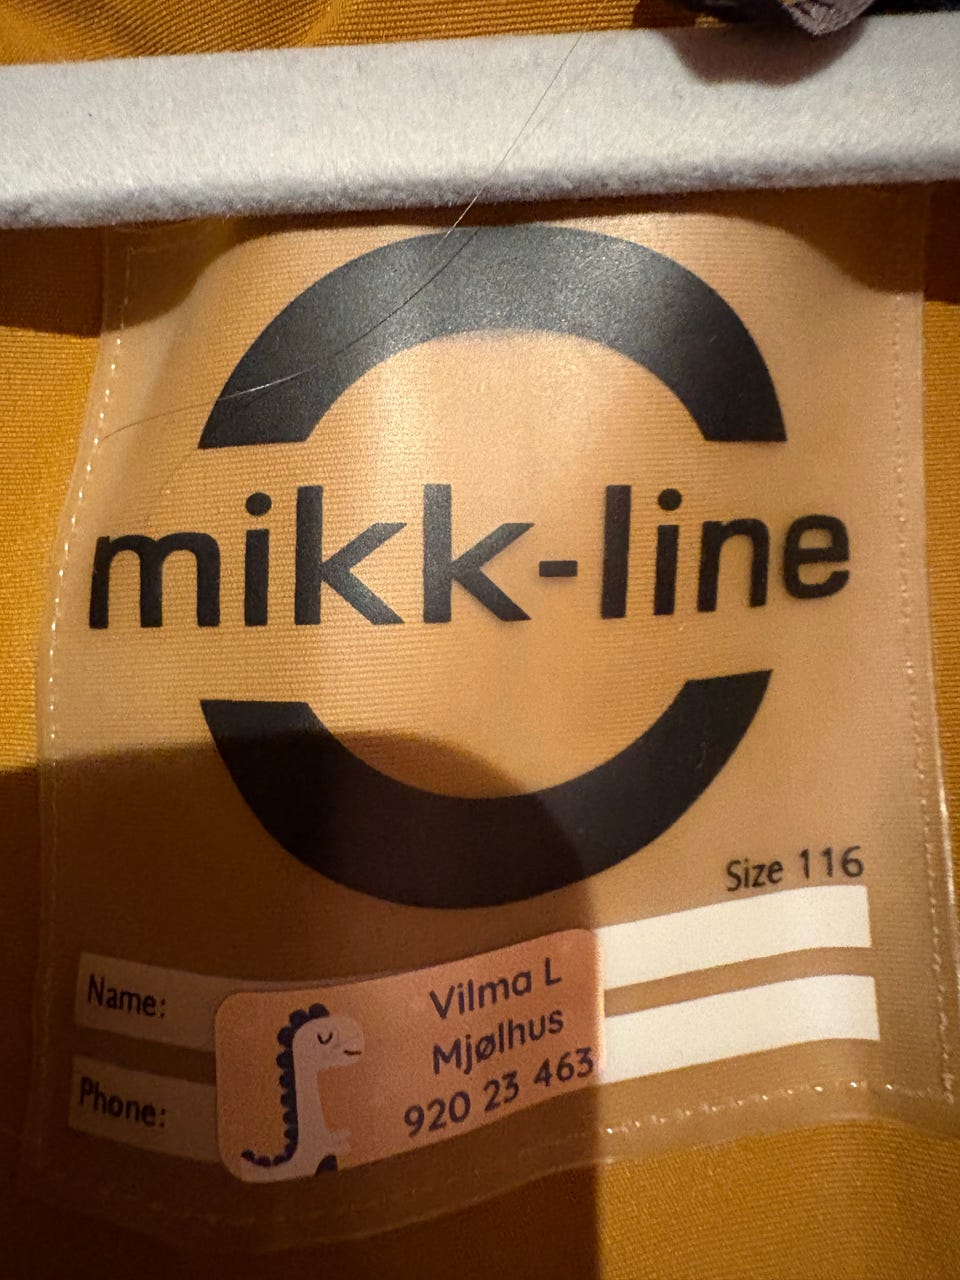 mikk-line
Size 116
Name:
Phone:
Vilma L
Mjølhus
920 23 463